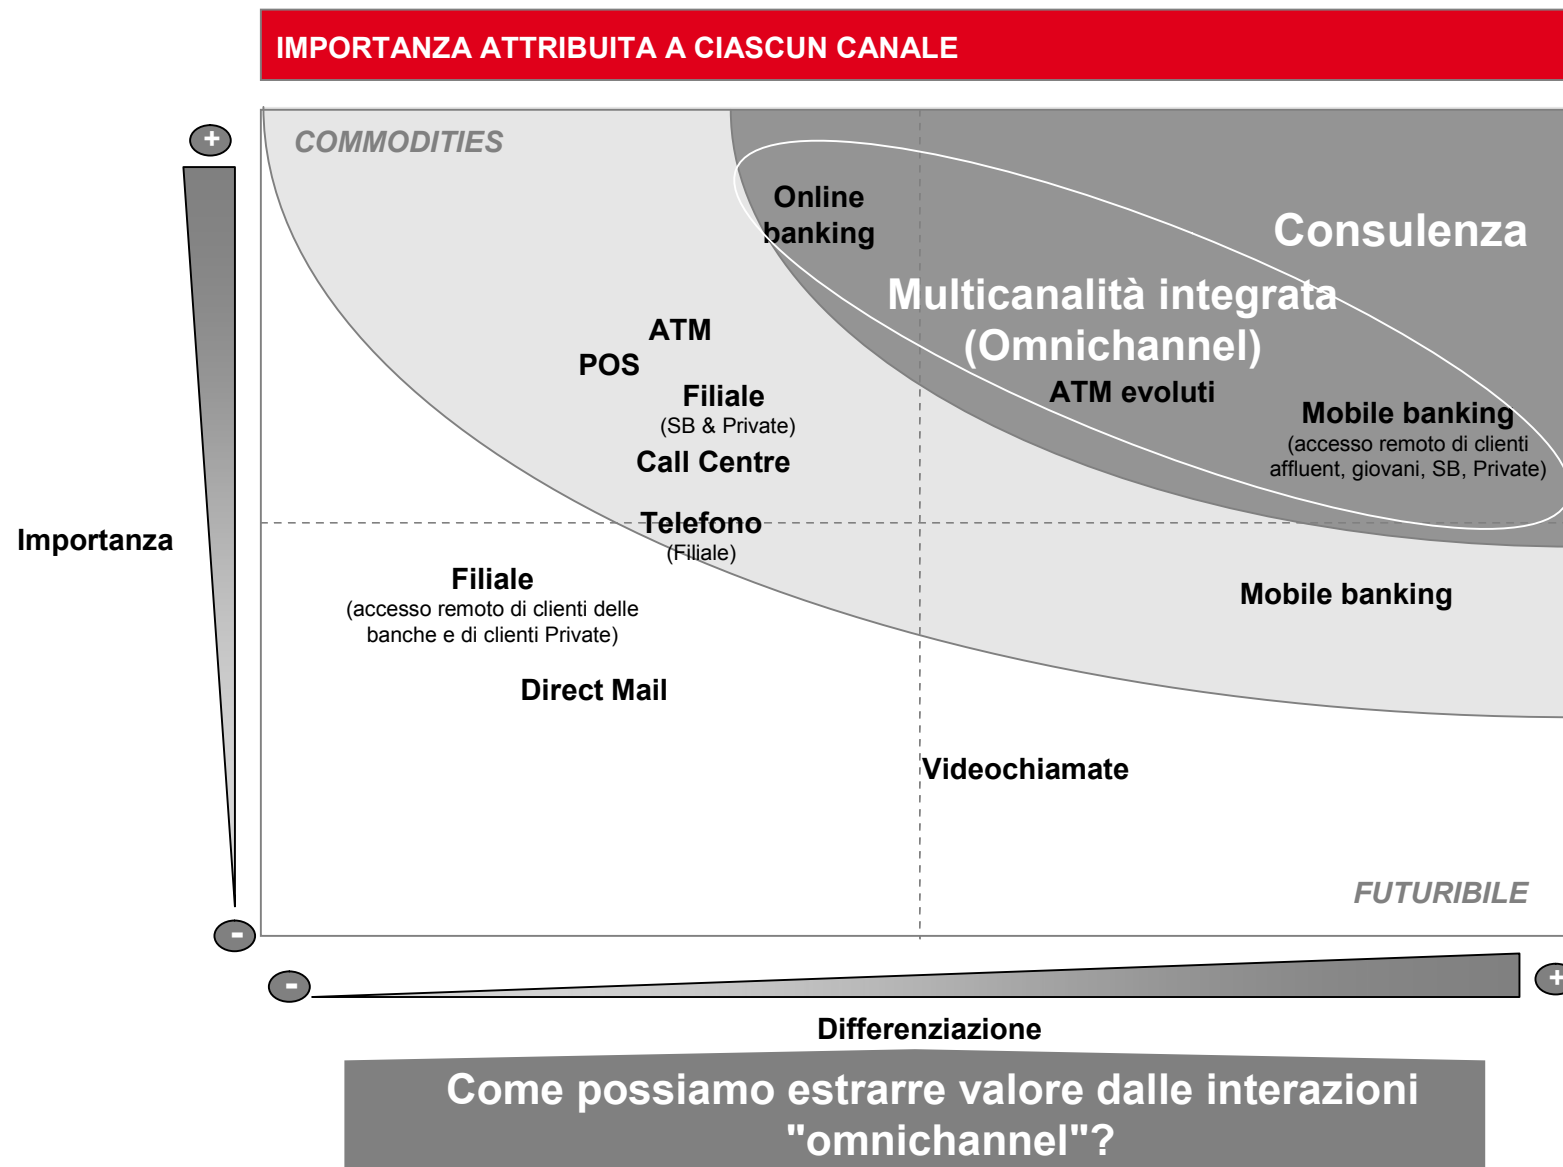 IMPORTANZA ATTRIBUITA A CIASCUN CANALE
+
COMMODITIES
Online
banking
Consulenza
Multicanalità integrata
(Omnichannel)
ATM
POS
Filiale
(SB & Private)
ATM evoluti
Mobile banking
(accesso remoto di clienti
affluent, giovani, SB, Private)
Call Centre
Telefono
(Filiale)
Importanza
Filiale
(accesso remoto di clienti delle
banche e di clienti Private)
Mobile banking
Direct Mail
Videochiamate
FUTURIBILE
-
-
+
Differenziazione
Come possiamo estrarre valore dalle interazioni
"omnichannel"?